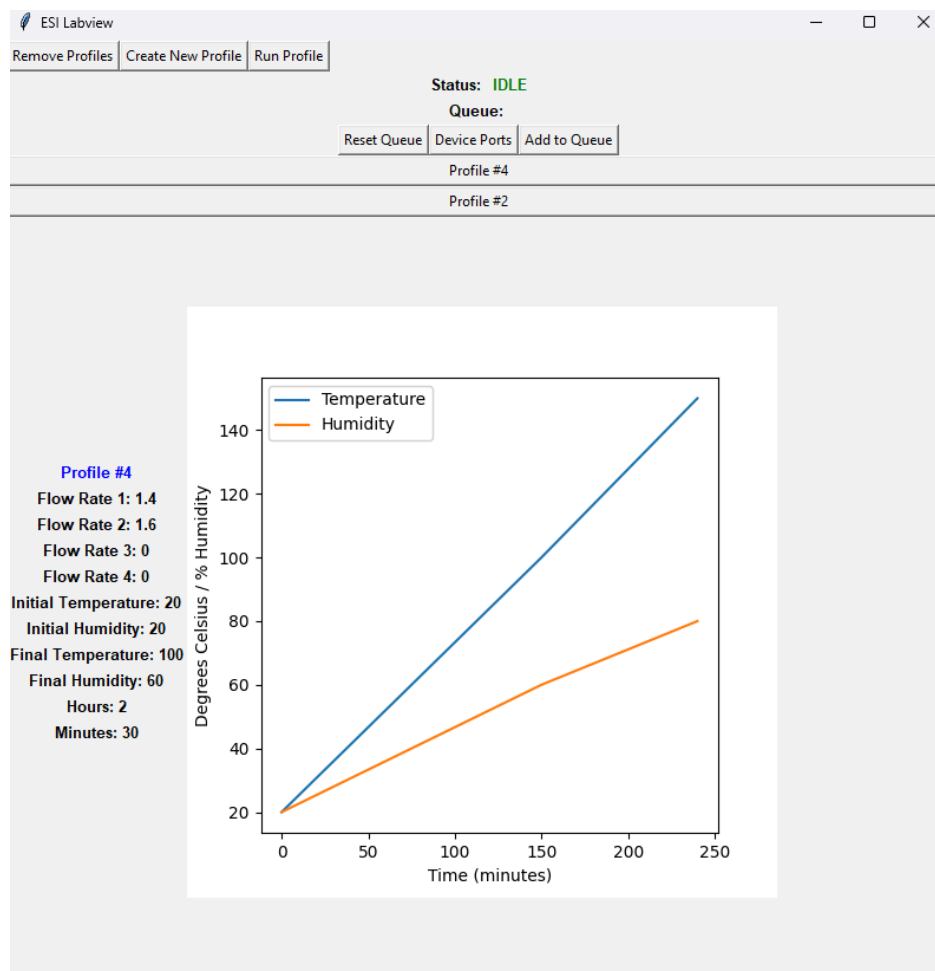 ESI Labview
Remove Profiles Create New Profile Run Profile
Status: IDLE
Queue:
Reset Queue Device Ports Add to Queue
Profile #4
Profile #2
Profile #4
Flow Rate 1: 1.4
Flow Rate 2: 1.6
Flow Rate 3: 0
Flow Rate 4: 0
Initial Temperature: 20
Initial Humidity: 20
Final Temperature: 100
Final Humidity: 60
Hours: 2
Minutes: 30
Temperature
Humidity
Degrees Celsius / % Humidity
140
120
100
80
60
40
20
0 50 100 150 200 250
Time (minutes)